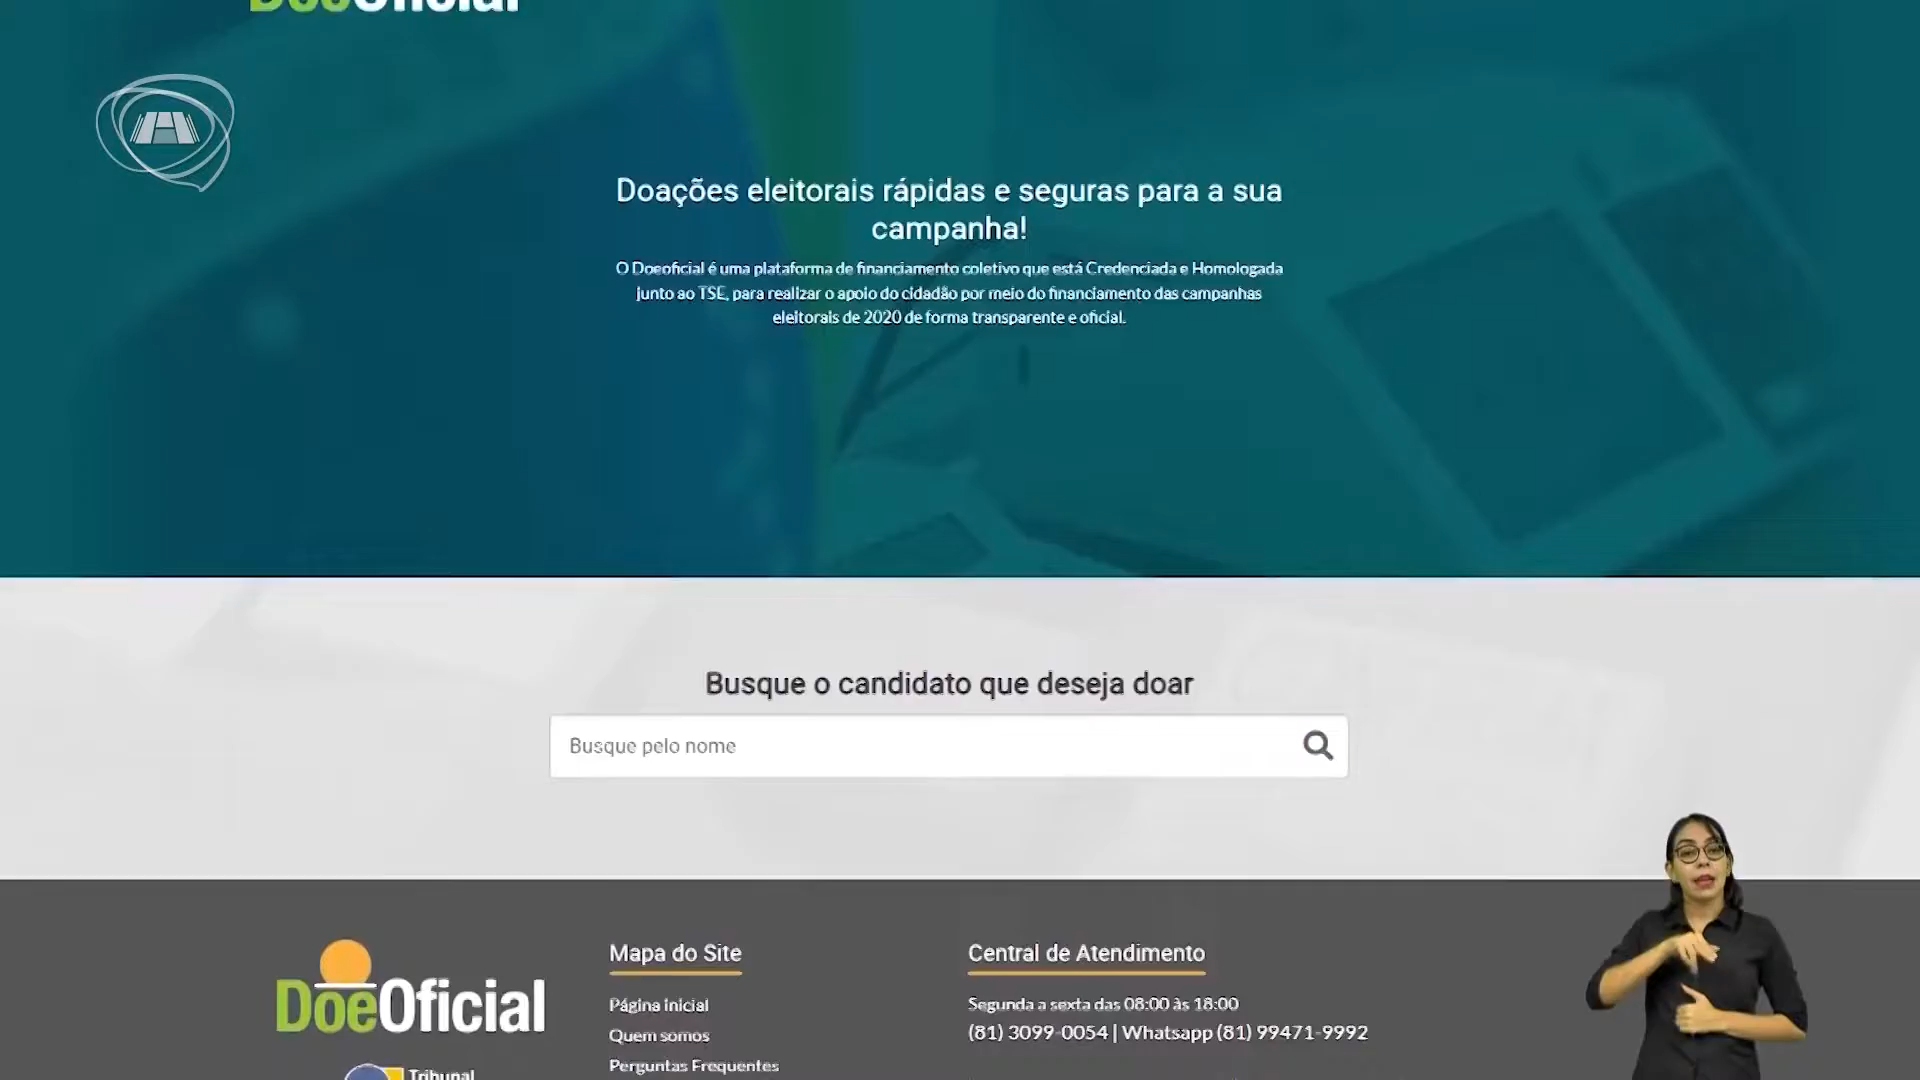 DoeOficial
Doações eleitorais rápidas e seguras para a sua
campanha!
O Doeoficial é uma plataforma de financiamento coletivo que está Credenciada e Homologada
junto ao TSE, para realizar o apoio do cidadão por meio do financiamento das campanhas
eleitorais de 2020 de forma transparente e oficial.
Busque o candidato que deseja doar
Busque pelo nome
DoeOficial
Tribunal
Mapa do Site
Página inicial
Quem somos
Perguntas Frequentes
Central de Atendimento
Segunda a sexta das 08:00 às 18:00
(81) 3099-0054 | Whatsapp (81) 99471-9992